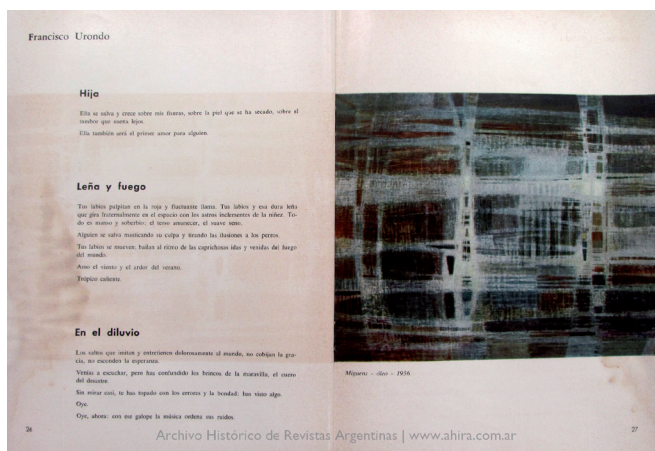 Francisco Urondo
Hija
Ella se salva y crece sobre mis fisuras, sobre la piel que se ha secado, sobre el
tambor que suena lejos.
Ella también será el primer amor para alguien.
Leña y fuego
Tus labios palpitan en la roja y fluctuante llama. Tus labios y esa dura leña
que gira fraternalmente en el espacio con los astros inclementes de la niñez. To-
do es manso y soberbio: el terso amanecer, el suave seno.
Alguien se salva masticando su culpa y tirando las ilusiones a los perros.
Tus labios se mueven: bailan al ritmo de las caprichosas idas y venidas del fuego
del mundo.
Amo el viento y el ardor del verano.
Trópico caliente.
En el diluvio
Los saltos que imitan y entretienen dolorosamente al mundo, no cobijan la gra-
cia, no esconden la esperanza.
Venías a escuchar, pero has confundido los brincos de la maravilla, el canto
del desastre.
Sin mirar casi, te has topado con los errores y la bondad: has visto algo.
Oye.
Oye, ahora: con ese galope la música ordena sus ruidos.
Miguens - óleo - 1956
26
27
Archivo Histórico de Revistas Argentinas | www.ahira.com.ar